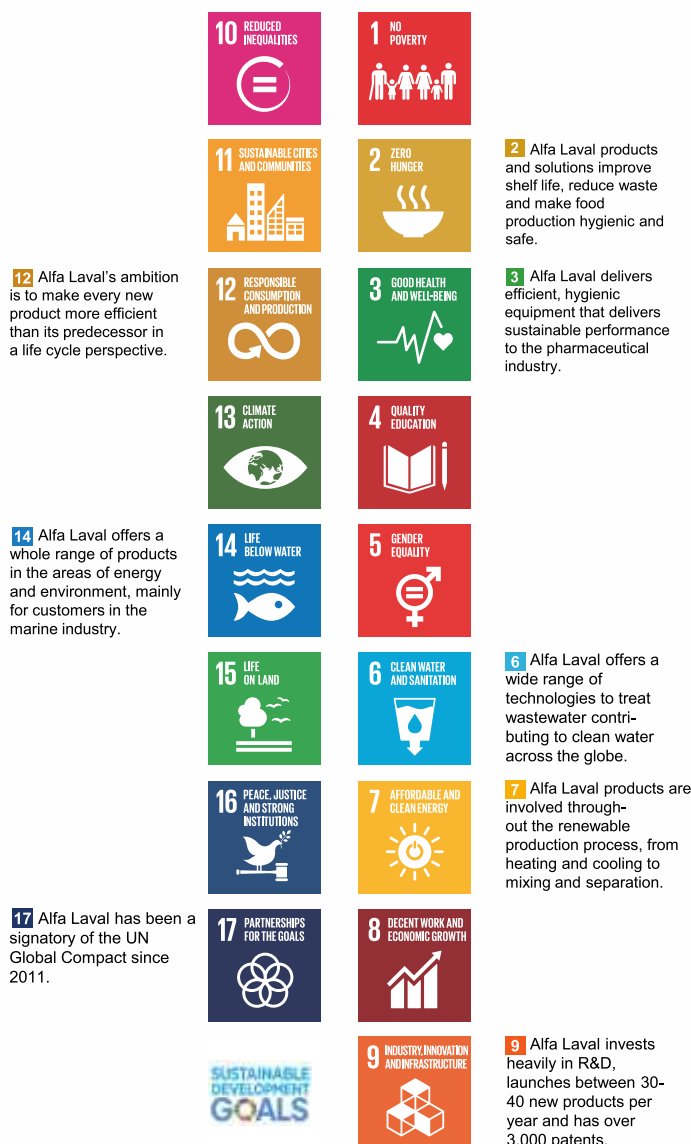 10 REDUCED
INEQUALITIES
1 NO
POVERTY
11 SUSTAINABLE CITIES
AND COMMUNITIES
2 ZERO
HUNGER
2 Alfa Laval products
and solutions improve
shelf life, reduce waste
and make food
production hygienic and
safe.
12 Alfa Laval’s ambition
is to make every new
product more efficient
than its predecessor in
a life cycle perspective.
12 RESPONSIBLE
CONSUMPTION
AND PRODUCTION
3 GOOD HEALTH
AND WELL-BEING
3 Alfa Laval delivers
efficient, hygienic
equipment that delivers
sustainable performance
to the pharmaceutical
industry.
13 CLIMATE
ACTION
4 QUALITY
EDUCATION
14 Alfa Laval offers a
whole range of products
in the areas of energy
and environment, mainly
for customers in the
marine industry.
14 LIFE
BELOW WATER
5 GENDER
EQUALITY
15 LIFE
ON LAND
6 CLEAN WATER
AND SANITATION
6 Alfa Laval offers a
wide range of
technologies to treat
wastewater contri-
buting to clean water
across the globe.
16 PEACE, JUSTICE
AND STRONG
INSTITUTIONS
7 AFFORDABLE AND
CLEAN ENERGY
7 Alfa Laval products are
involved through-
out the renewable
production process, from
heating and cooling to
mixing and separation.
17 Alfa Laval has been a
signatory of the UN
Global Compact since
2011.
17 PARTNERSHIPS
FOR THE GOALS
8 DECENT WORK AND
ECONOMIC GROWTH
SUSTAINABLE
DEVELOPMENT
GOALS
9 INDUSTRY, INNOVATION
AND INFRASTRUCTURE
9 Alfa Laval invests
heavily in R&D,
launches between 30-
40 new products per
year and has over
3,000 patents.